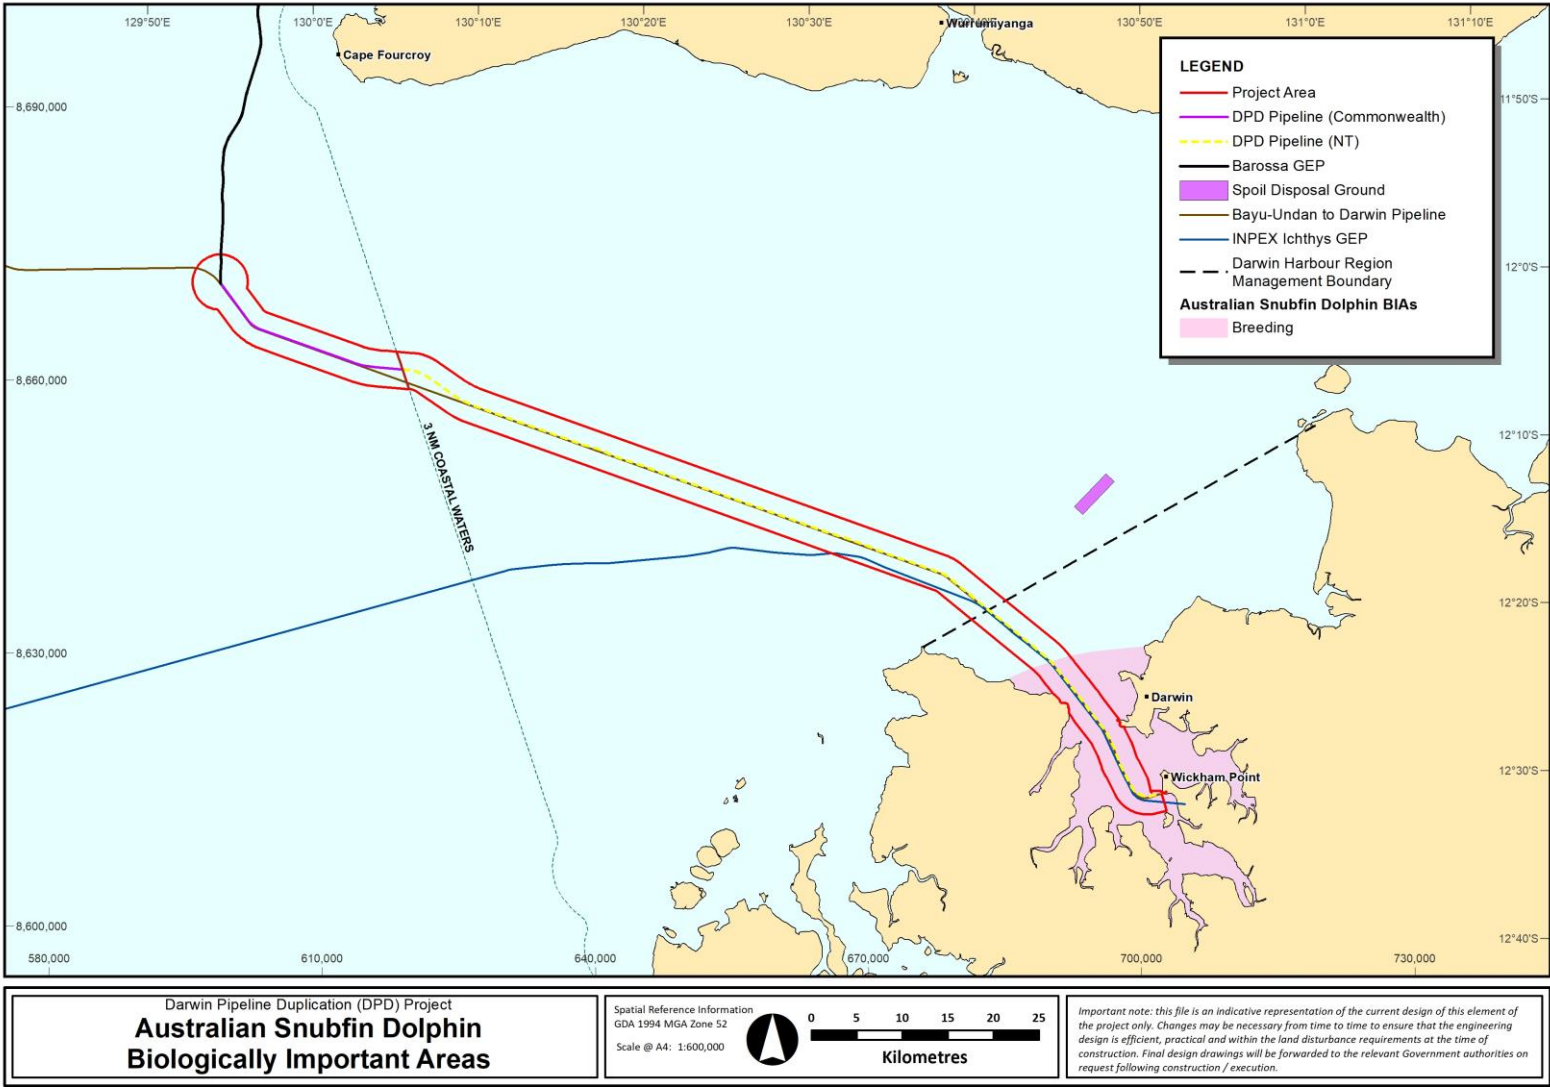 129°50'E
130°0'E
130°10'E
130°20'E
130°30'E
130°40'E
130°50'E
131°0'E
131°10'E
Wurrumiyanga
Cape Fourcroy
LEGEND
Project Area
DPD Pipeline (Commonwealth)
DPD Pipeline (NT)
Barossa GEP
Spoil Disposal Ground
Bayu-Undan to Darwin Pipeline
INPEX Ichthys GEP
Darwin Harbour Region
Management Boundary
Australian Snubfin Dolphin BIAs
Breeding
8,690,000
11°50'S
12°0'S
8,660,000
3 NM COASTAL WATERS
12°10'S
12°20'S
8,630,000
Darwin
Wickham Point
12°30'S
8,600,000
12°40'S
580,000
610,000
640,000
670,000
700,000
730,000
Darwin Pipeline Duplication (DPD) Project
Australian Snubfin Dolphin
Biologically Important Areas
Spatial Reference Information
GDA 1994 MGA Zone 52
Scale @ A4: 1:600,000
0 5 10 15 20 25
Kilometres
Important note: this file is an indicative representation of the current design of this element of
the project only. Changes may be necessary from time to time to ensure that the engineering
design is efficient, practical and within the land disturbance requirements at the time of
construction. Final design drawings will be forwarded to the relevant Government authorities on
request following construction / execution.